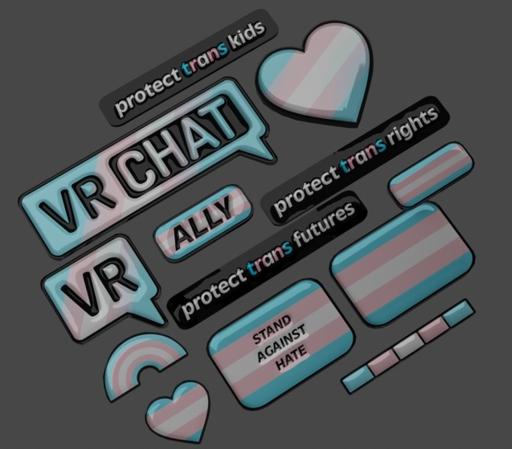 protect trans kids
VR CHAT
protect trans rights
ALLY
protect trans futures
VR
STAND
AGAINST
HATE